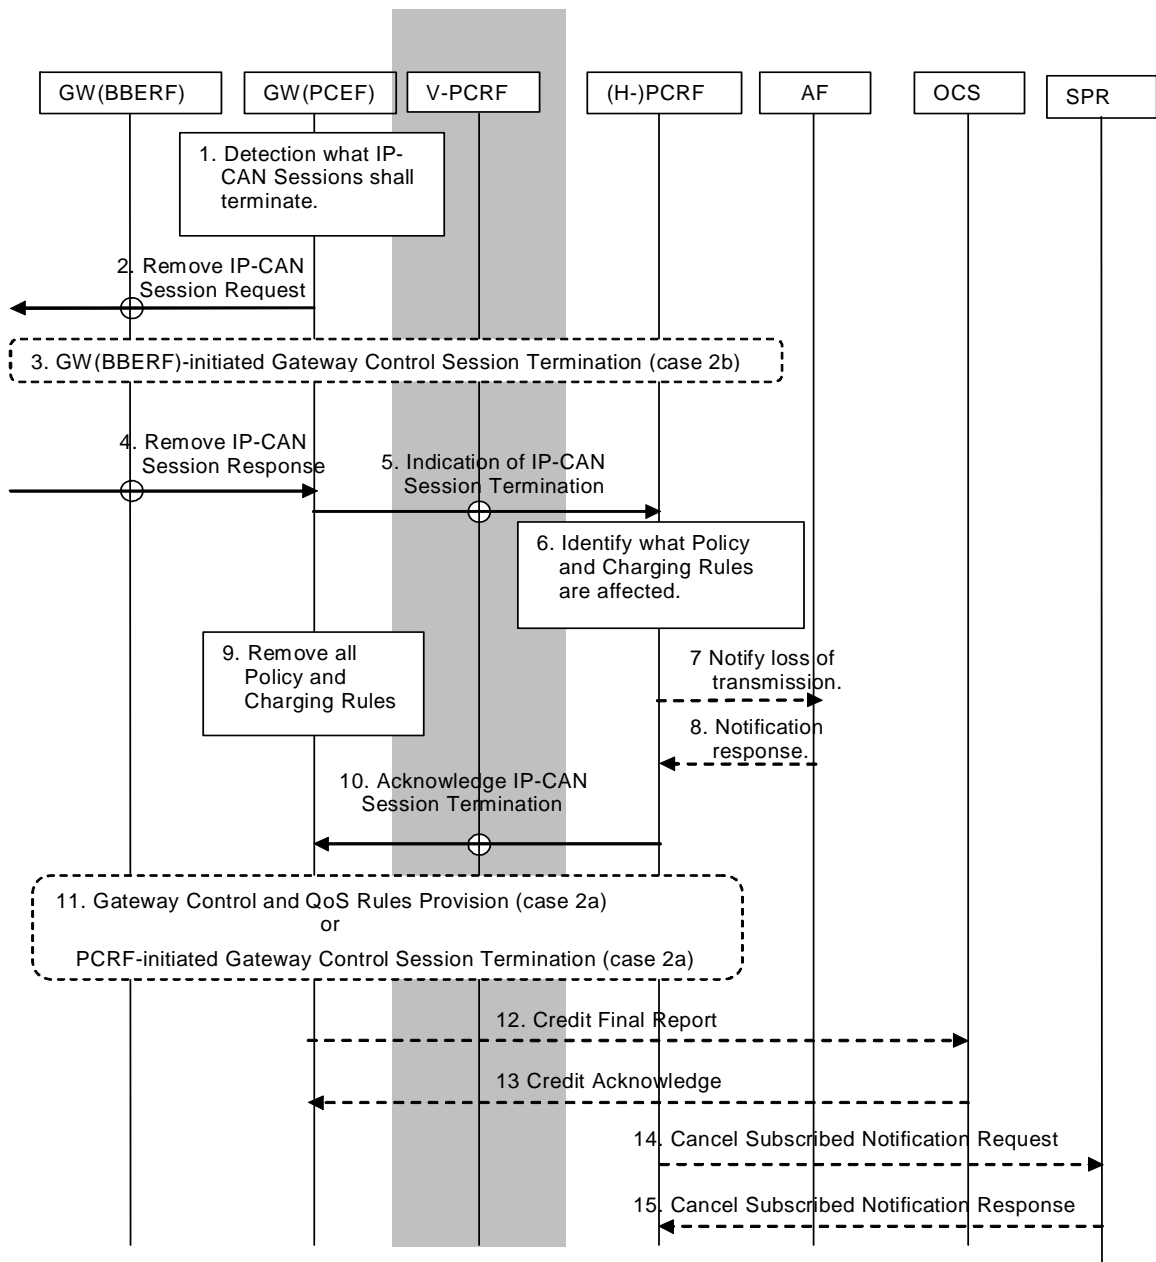 GW(BBERF)
GW(PCEF)
V-PCRF
(H-)PCRF
AF
OCS
SPR
1. Detection what IP-
CAN Sessions shall
terminate.
2. Remove IP-CAN
Session Request
3. GW(BBERF)-initiated Gateway Control Session Termination (case 2b)
4. Remove IP-CAN
Session Response
5. Indication of IP-CAN
Session Termination
6. Identify what Policy
and Charging Rules
are affected.
9. Remove all
Policy and
Charging Rules
7 Notify loss of
transmission.
8. Notification
response.
10. Acknowledge IP-CAN
Session Termination
11. Gateway Control and QoS Rules Provision (case 2a)
or
PCRF-initiated Gateway Control Session Termination (case 2a)
12. Credit Final Report
13 Credit Acknowledge
14. Cancel Subscribed Notification Request
15. Cancel Subscribed Notification Response